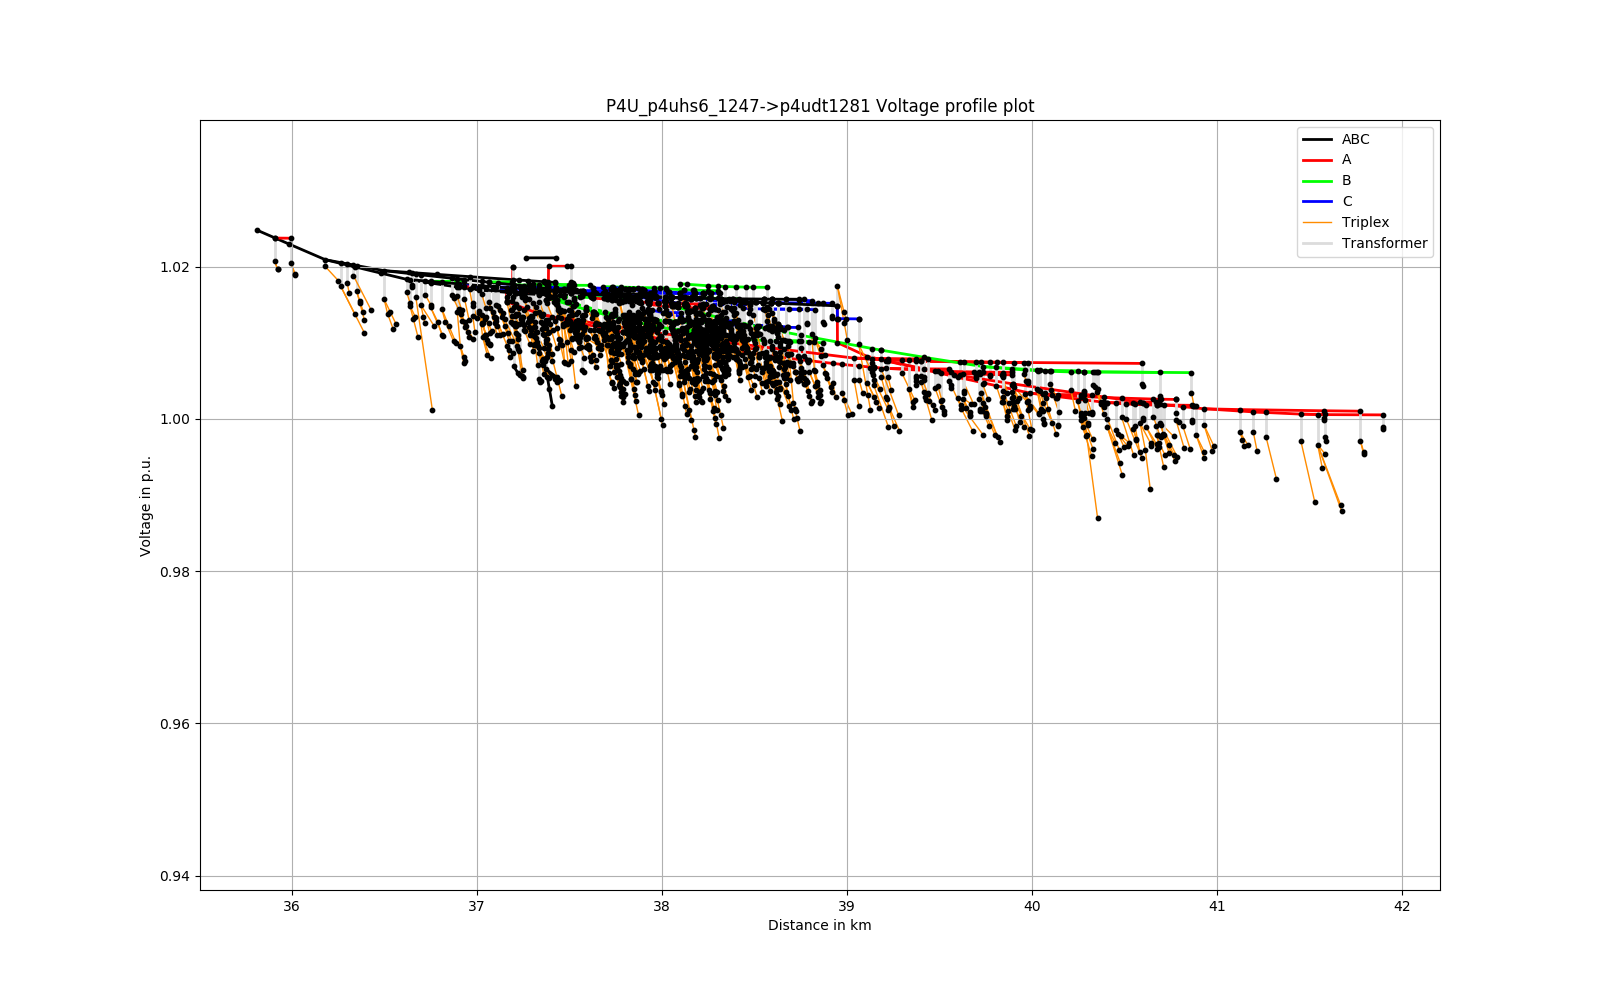 P4U_p4uhs6_1247->p4udt1281 Voltage profile plot
ABC
A
B
C
Triplex
Transformer
1.02
1.00
0.98
0.96
0.94
Voltage in p.u.
36 37 38 39 40 41 42
Distance in km